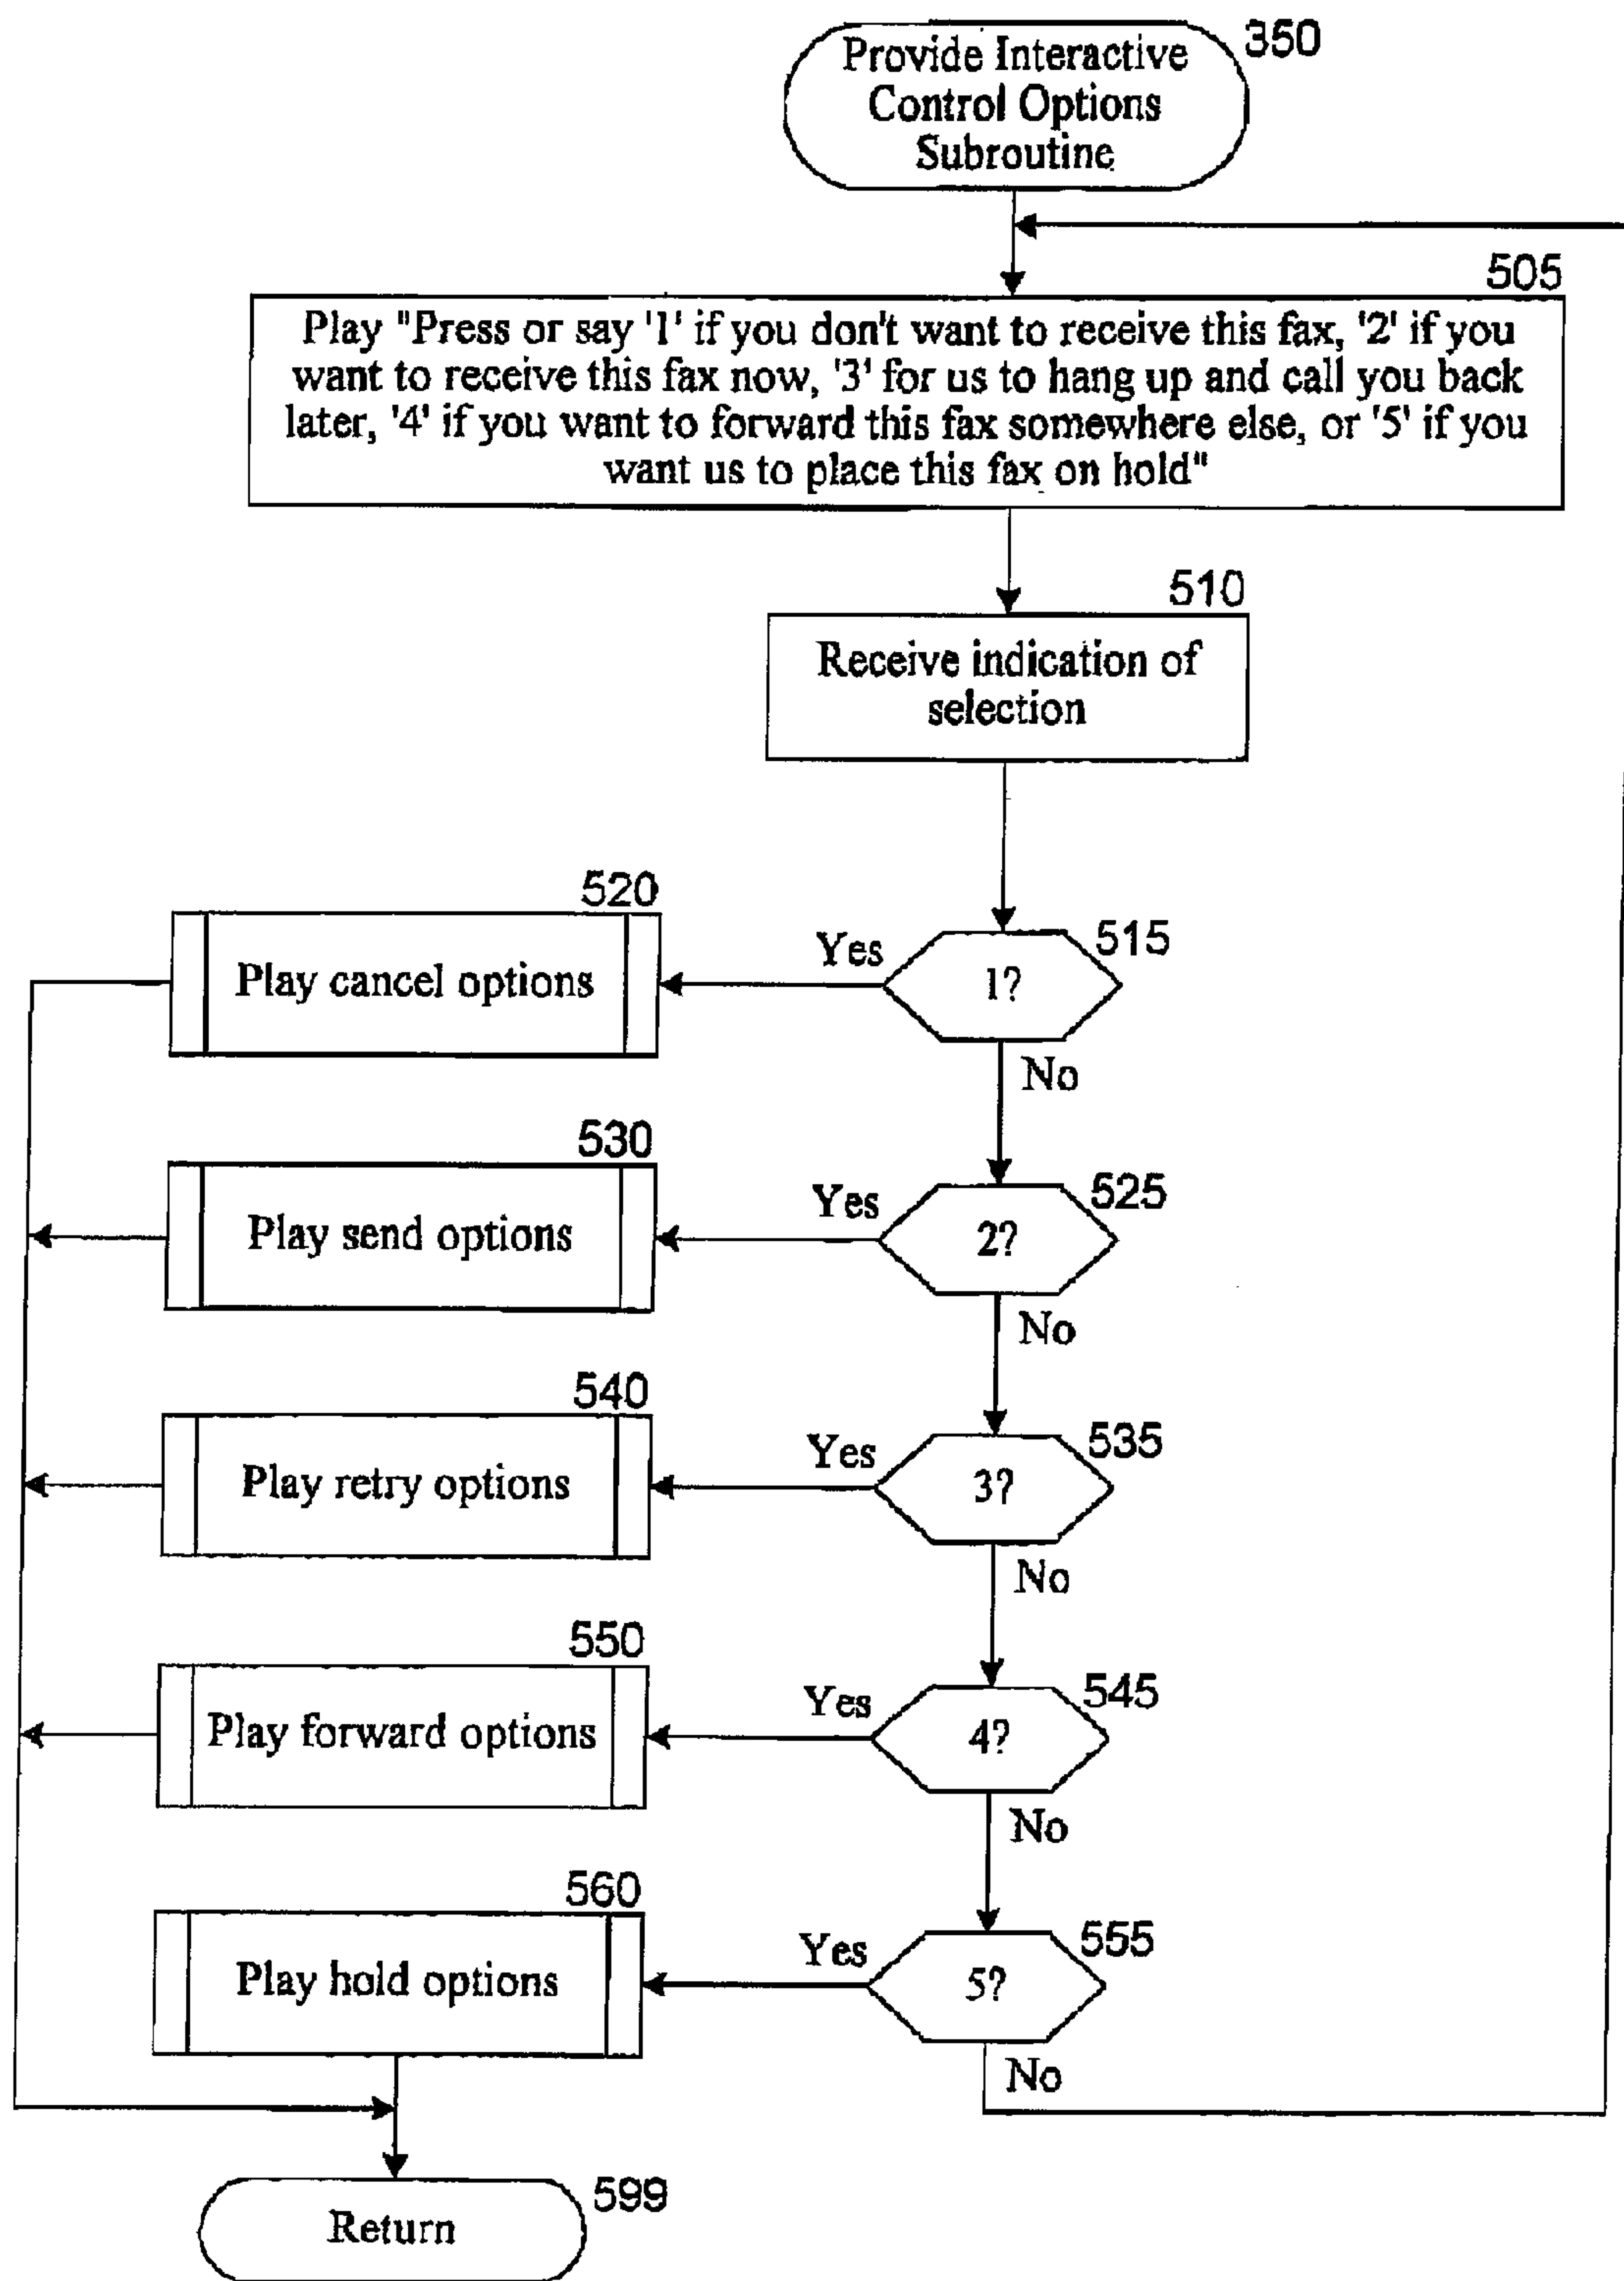 350
Provide Interactive
Control Options
Subroutine
505
Play "Press or say '1' if you don't want to receive this fax, '2' if you
want to receive this fax now, '3' for us to hang up and call you back
later, '4' if you want to forward this fax somewhere else, or '5' if you
want us to place this fax on hold"
510
Receive indication of
selection
520
Play cancel options
Yes
515
1?
No
530
Play send options
Yes
525
2?
No
540
Play retry options
Yes
535
3?
No
550
Play forward options
Yes
545
4?
No
560
Play hold options
Yes
555
5?
No
599
Return